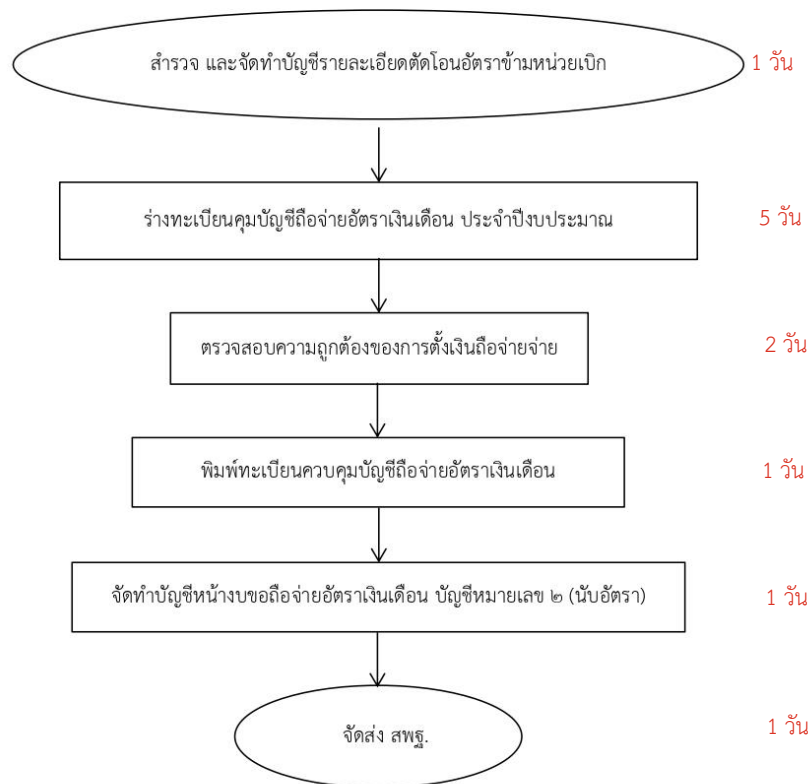 สำรวจ และจัดทำบัญชีรายละเอียดตัดโอนอัตราข้ามหน่วยเบิก 1 วัน
ร่างทะเบียนคุมบัญชีถือจ่ายอัตราเงินเดือน ประจำปีงบประมาณ 5 วัน
ตรวจสอบความถูกต้องของการตั้งเงินถือจ่ายจ่าย 2 วัน
พิมพ์ทะเบียนควบคุมบัญชีถือจ่ายอัตราเงินเดือน 1 วัน
จัดทำบัญชีหน้างบขอถือจ่ายอัตราเงินเดือน บัญชีหมายเลข ๒ (นับอัตรา) 1 วัน
จัดส่ง สพฐ. 1 วัน